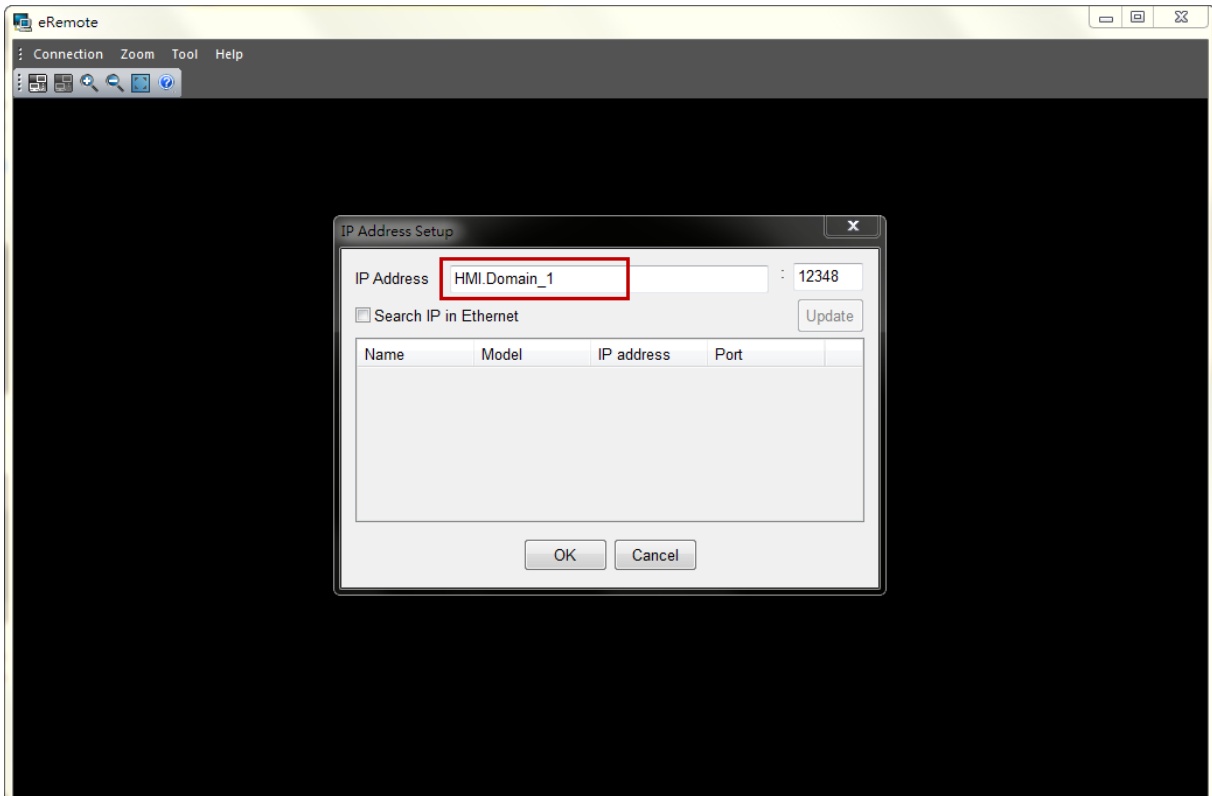 eRemote
Connection Zoom Tool Help
IP Address Setup
IP Address HMI.Domain_1 : 12348
Search IP in Ethernet Update
Name Model IP address Port
OK Cancel